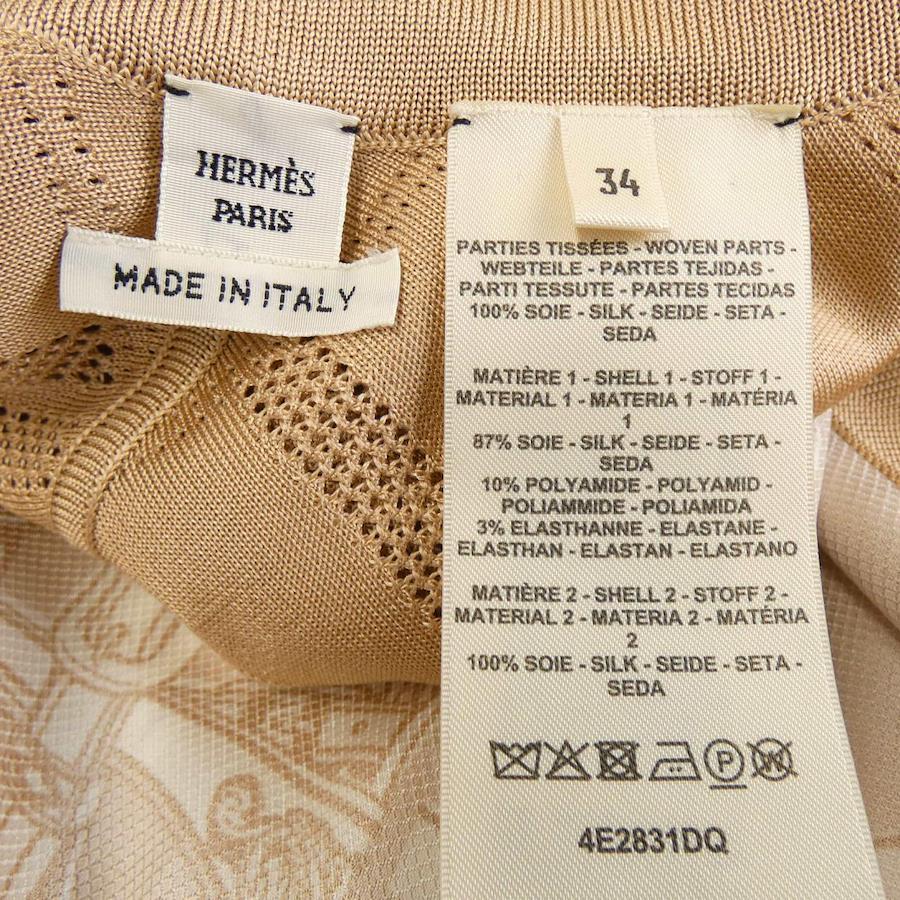 HERMÈS
PARIS
MADE IN ITALY
34
PARTIES TISSÉES - WOVEN PARTS -
WEBTEILE - PARTES TEJIDAS -
PARTI TESSUTE - PARTES TECIDAS
100% SOIE - SILK - SEIDE - SETA -
SEDA
MATIÈRE 1 - SHELL 1 - STOFF 1 -
MATERIAL 1 - MATERIA 1 - MATÉRIA
1
87% SOIE - SILK - SEIDE - SETA -
SEDA
10% POLYAMIDE - POLYAMID -
POLIAMMIDE - POLIAMIDA
3% ELASTHANNE - ELASTANE -
ELASTHAN - ELASTAN - ELASTANO
MATIÈRE 2 - SHELL 2 - STOFF 2 -
MATERIAL 2 - MATERIA 2 - MATÉRIA
2
100% SOIE - SILK - SEIDE - SETA -
SEDA
P
W
4E2831DQ